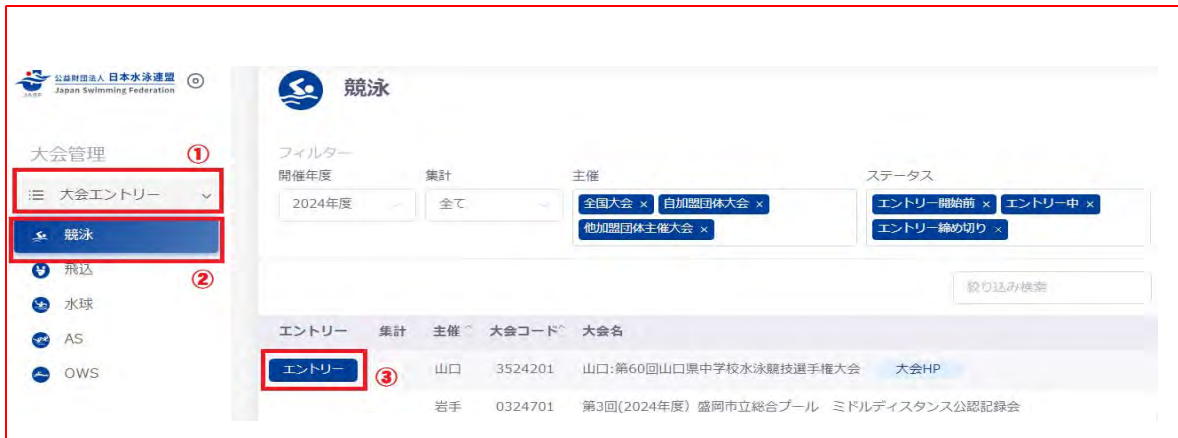 公益財団法人 日本水泳連盟
Japan Swimming Federation
大会管理
①
大会エントリー
競泳
②
飛込
水球
AS
OWS
競泳
フィルター
開催年度
集計
主催
ステータス
2024年度
全て
全国大会 × 自加盟団体大会 ×
他加盟団体主催大会 ×
エントリー開始前 × エントリー中 ×
エントリー締め切り ×
絞り込み検索
エントリー 集計 主催 大会コード 大会名
エントリー ③ 山口 3524201 山口:第60回山口県中学校水泳競技選手権大会 大会HP
岩手 0324701 第3回(2024年度) 盛岡市立総合プール ミドルディスタンス公認記録会